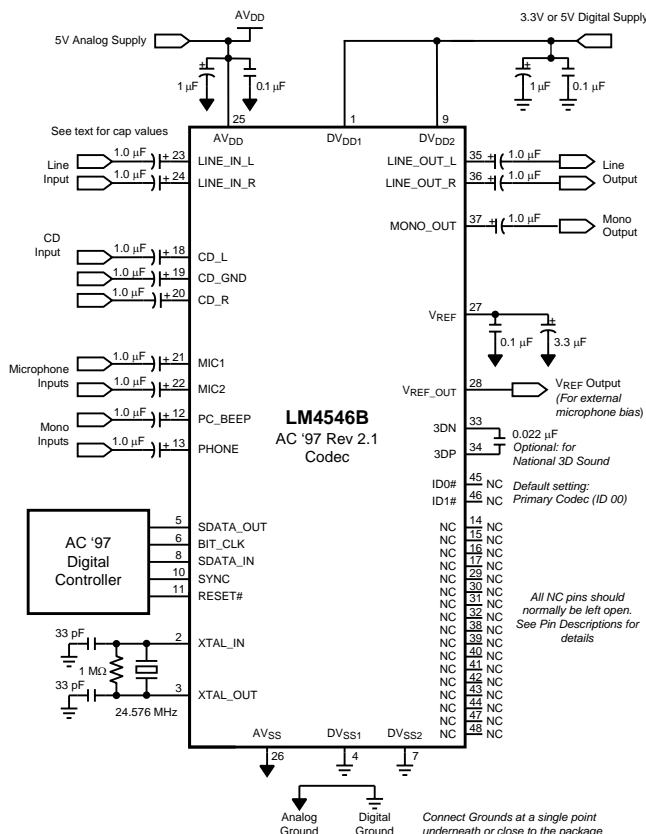 AVDD
5V Analog Supply
3.3V or 5V Digital Supply
+
1 µF
0.1 µF
+
1 µF
0.1 µF
25
1
9
See text for cap values
AVDD
DVDD1
DVDD2
Line
Input
1.0 µF
+ 23
LINE_IN_L
1.0 µF
+ 24
LINE_IN_R
LINE_OUT_L
35
+
1.0 µF
LINE_OUT_R
36
+
1.0 µF
Line
Output
MONO_OUT
37
+
1.0 µF
Mono
Output
CD
Input
1.0 µF
+ 18
CD_L
1.0 µF
+ 19
CD_GND
1.0 µF
+ 20
CD_R
VREF
27
0.1 µF
+
3.3 µF
Microphone
Inputs
1.0 µF
+ 21
MIC1
1.0 µF
+ 22
MIC2
VREF_OUT
28
VREF Output
(For external
microphone bias)
Mono
Inputs
1.0 µF
+ 12
PC_BEEP
1.0 µF
+ 13
PHONE
LM4546B
AC ‘97 Rev 2.1
Codec
3DN
33
3DP
34
0.022 µF
Optional: for
National 3D Sound
ID0#
45
NC
ID1#
46
NC
Default setting:
Primary Codec (ID 00)
AC ‘97
Digital
Controller
5
SDATA_OUT
6
BIT_CLK
8
SDATA_IN
10
SYNC
11
RESET#
NC 14 NC
NC 15 NC
NC 16 NC
NC 17 NC
NC 29 NC
NC 30 NC
NC 31 NC
NC 32 NC
NC 38 NC
NC 39 NC
NC 40 NC
NC 41 NC
NC 42 NC
NC 43 NC
NC 44 NC
NC 47 NC
NC 48 NC
All NC pins should
normally be left open.
See Pin Descriptions for
details
33 pF
2
XTAL_IN
1 MΩ
33 pF
3
XTAL_OUT
24.576 MHz
AVSS
DVSS1
DVSS2
26
4
7
Analog
Ground
Digital
Ground
Connect Grounds at a single point
underneath or close to the package